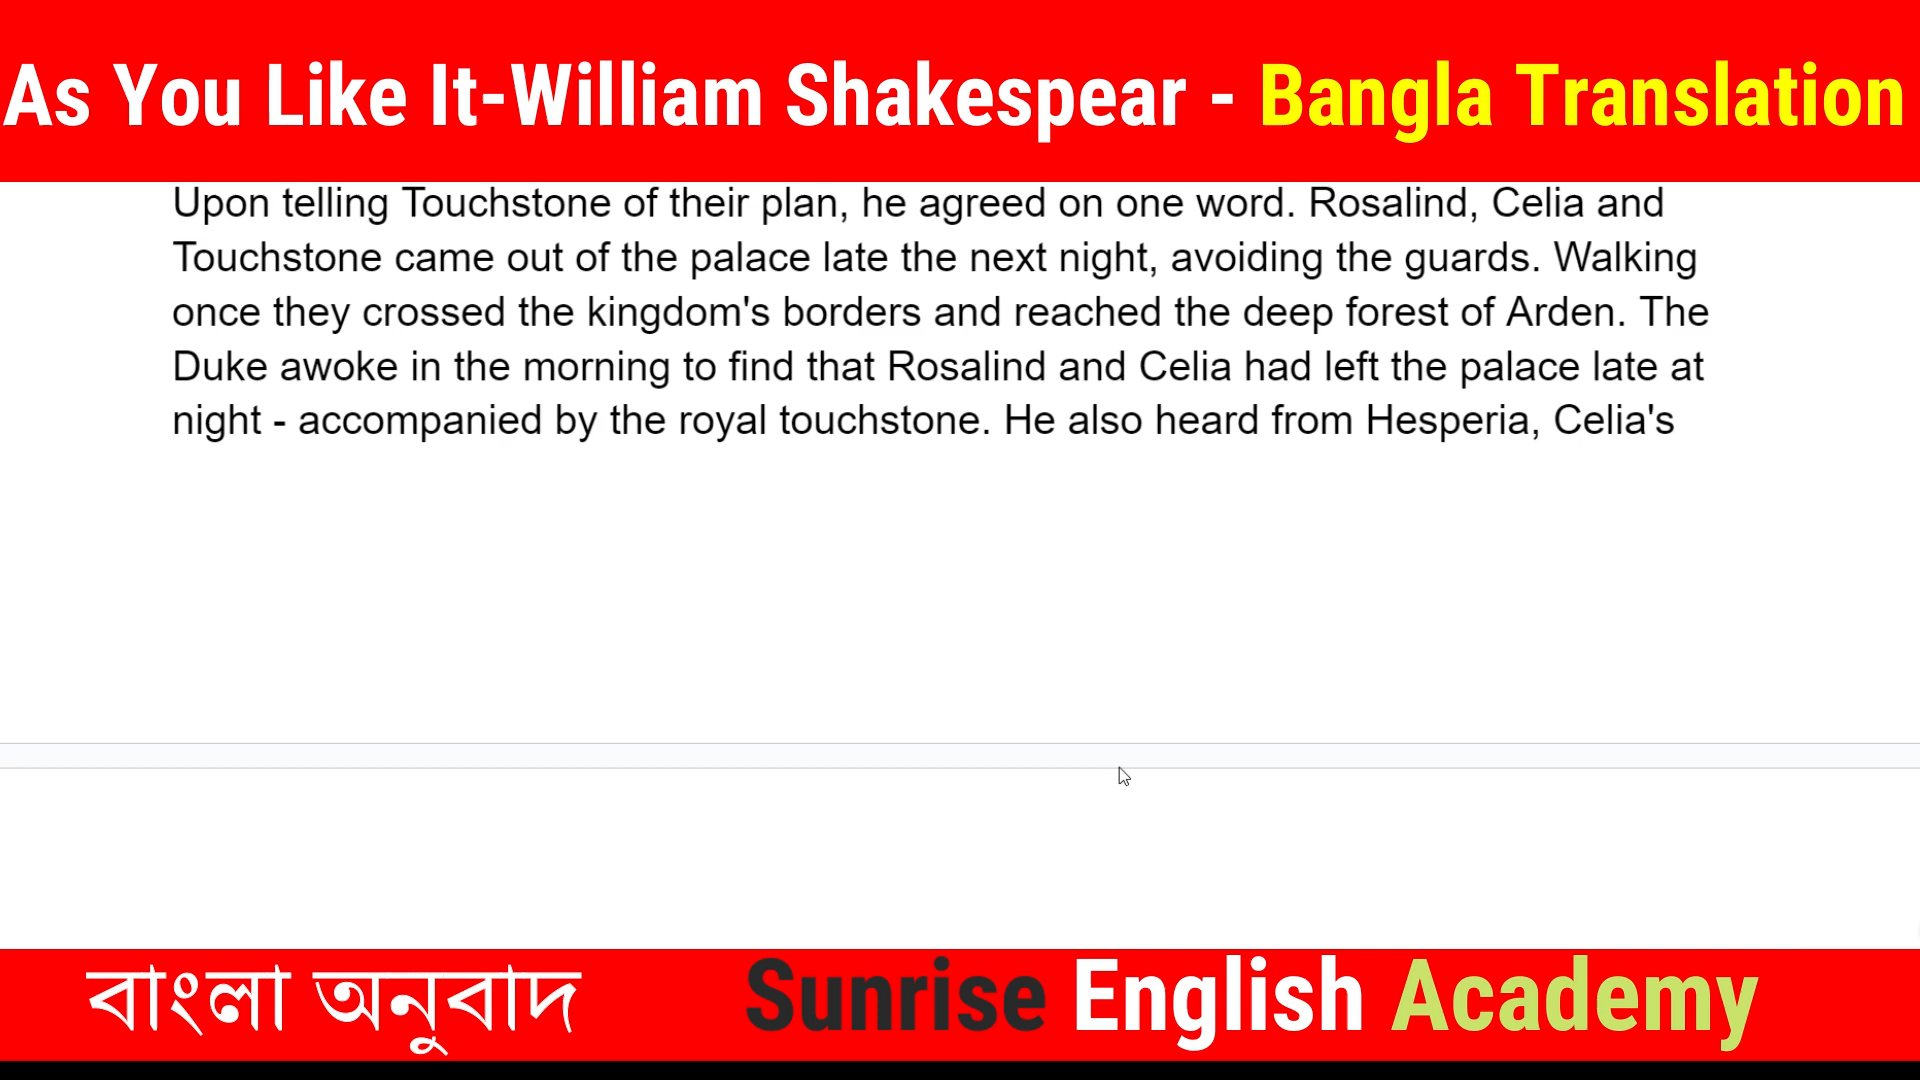 As You Like It-William Shakespear - Bangla Translation
Upon telling Touchstone of their plan, he agreed on one word. Rosalind, Celia and
Touchstone came out of the palace late the next night, avoiding the guards. Walking
once they crossed the kingdom's borders and reached the deep forest of Arden. The
Duke awoke in the morning to find that Rosalind and Celia had left the palace late at
night - accompanied by the royal touchstone. He also heard from Hesperia, Celia's
বাংলা অনুবাদ
Sunrise English Academy